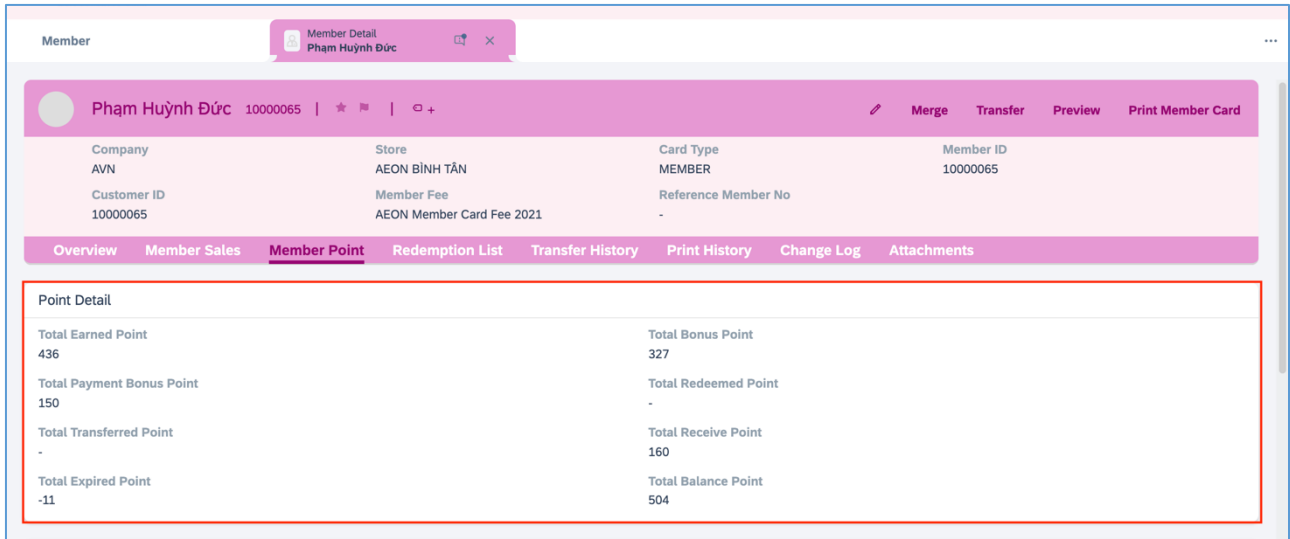 Member
Member Detail
Phạm Huỳnh Đức
Phạm Huỳnh Đức 10000065 | | +
Merge Transfer Preview Print Member Card
Company Store Card Type Member ID
AVN AEON BÌNH TÂN MEMBER 10000065
Customer ID Member Fee Reference Member No
10000065 AEON Member Card Fee 2021 -
Overview Member Sales Member Point Redemption List Transfer History Print History Change Log Attachments
Point Detail
Total Earned Point Total Bonus Point
436 327
Total Payment Bonus Point Total Redeemed Point
150 -
Total Transferred Point Total Receive Point
- 160
Total Expired Point Total Balance Point
-11 504